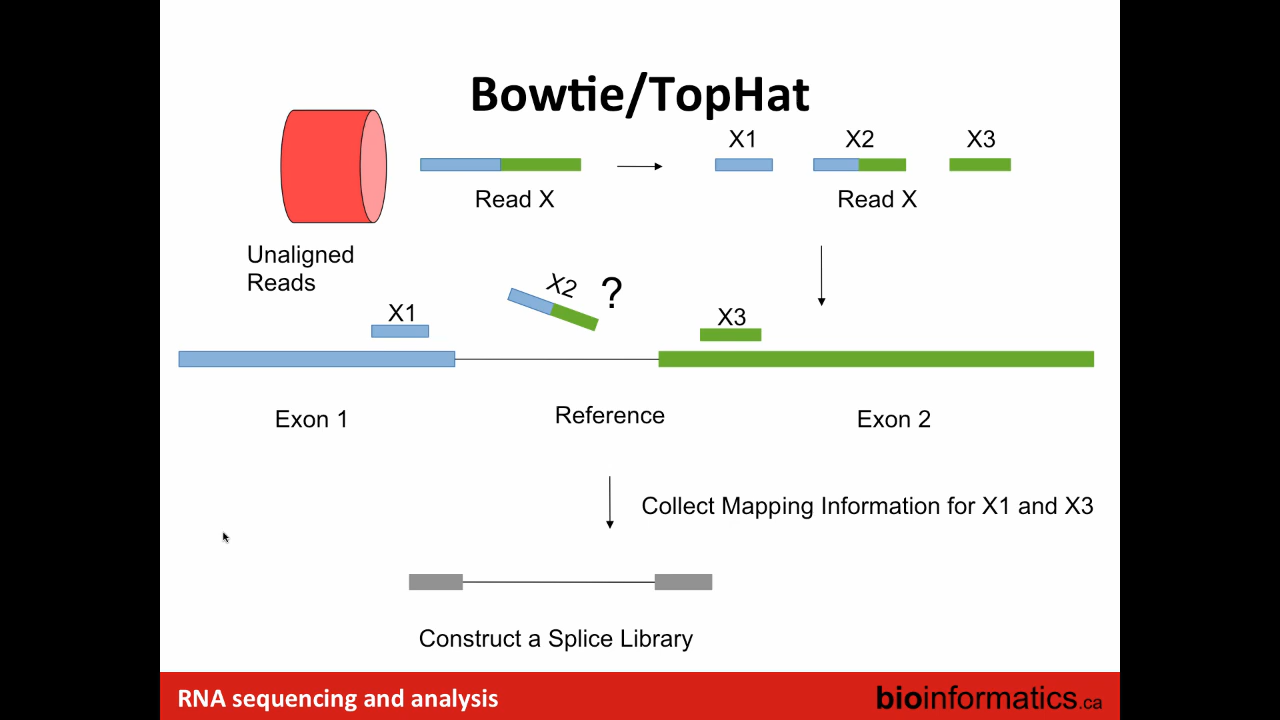 Bowtie/TopHat
X1
X2
X3
Read X
Read X
Unaligned
Reads
X1
X2
?
X3
Exon 1
Reference
Exon 2
Collect Mapping Information for X1 and X3
Construct a Splice Library
RNA sequencing and analysis
bioinformatics.ca